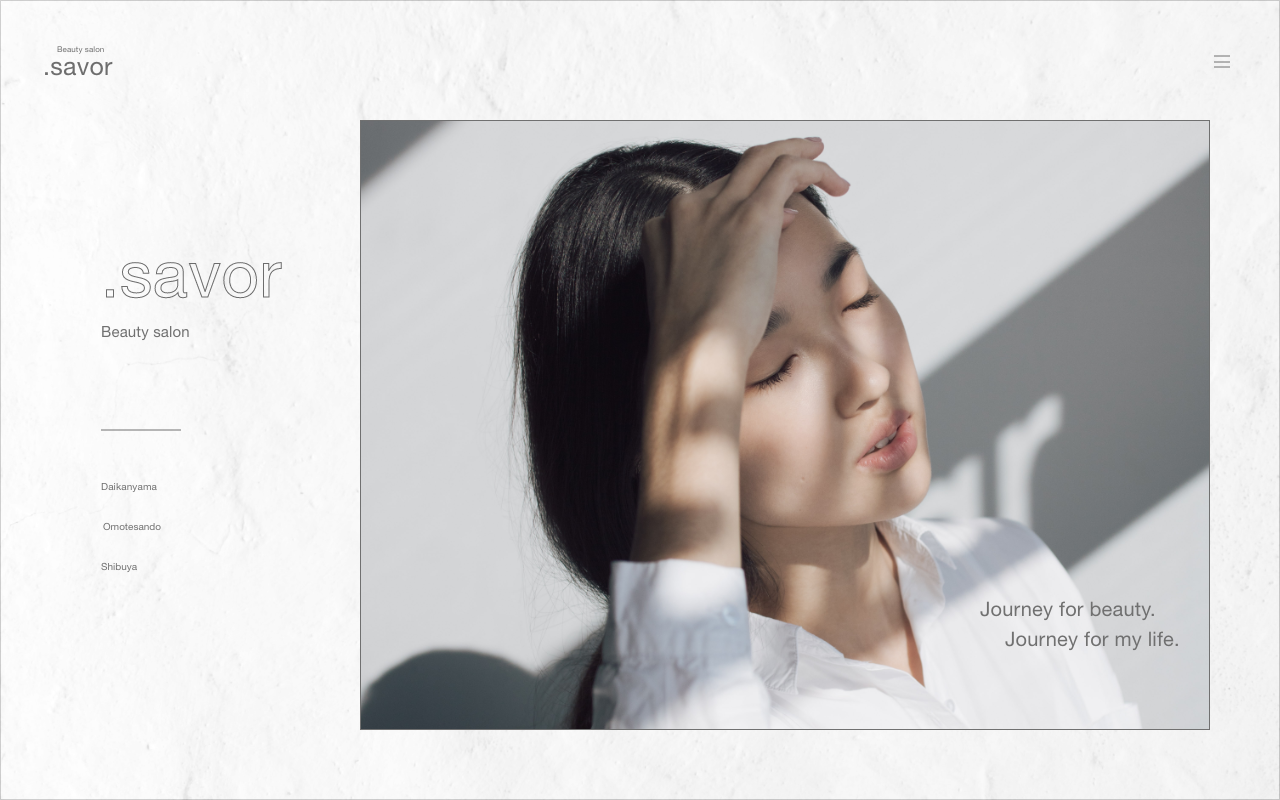 Beauty salon
.savor
.savor
Beauty salon
Daikanyama
Omotesando
Shibuya
Journey for beauty.
Journey for my life.